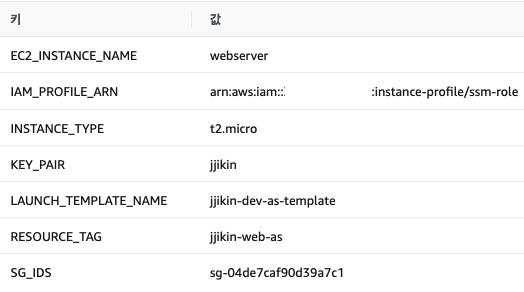 키 값
EC2_INSTANCE_NAME webserver
IAM_PROFILE_ARN arn:aws:iam:: :instance-profile/ssm-role
INSTANCE_TYPE t2.micro
KEY_PAIR jjikin
LAUNCH_TEMPLATE_NAME jjikin-dev-as-template
RESOURCE_TAG jjikin-web-as
SG_IDS sg-04de7caf90d39a7c1